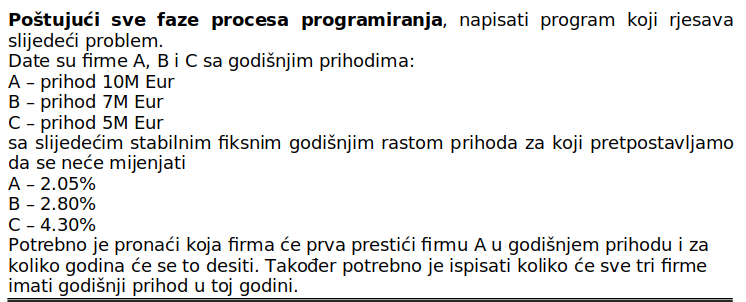 Poštujući sve faze procesa programiranja, napisati program koji rjesava
slijedeći problem.
Date su firme A, B i C sa godišnjim prihodima:
A – prihod 10M Eur
B – prihod 7M Eur
C – prihod 5M Eur
sa slijedećim stabilnim fiksnim godišnjim rastom prihoda za koji pretpostavljamo
da se neće mijenjati
A – 2.05%
B – 2.80%
C – 4.30%
Potrebno je pronaći koja firma će prva prestići firmu A u godišnjem prihodu i za
koliko godina će se to desiti. Također potrebno je ispisati koliko će sve tri firme
imati godišnji prihod u toj godini.